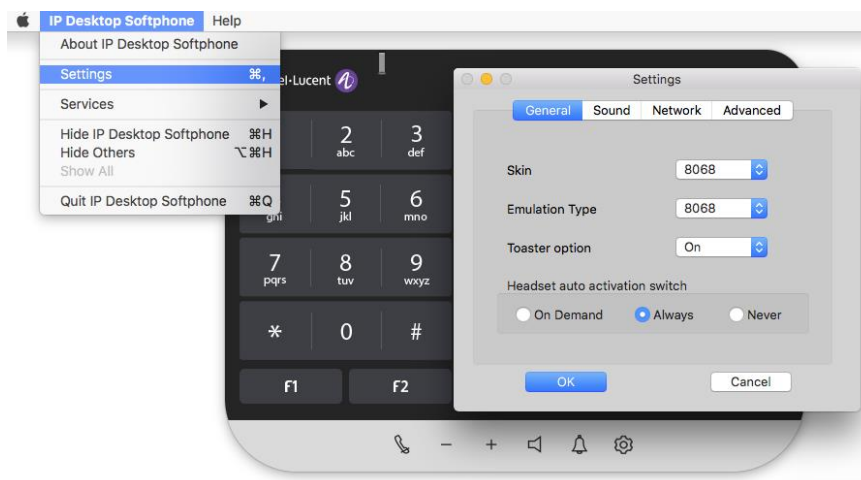 IP Desktop Softphone Help
About IP Desktop Softphone
Settings ⌘,
Services ▶
Hide IP Desktop Softphone ⌘H
Hide Others ⌥⌘H
Show All
Quit IP Desktop Softphone ⌘Q
el-Lucent
2 3
abc def
5 6
ghi jkl mno
7 8 9
pqrs tuv wxyz
* 0 #
F1 F2
− +
Settings
General Sound Network Advanced
Skin 8068
Emulation Type 8068
Toaster option On
Headset auto activation switch
On Demand Always Never
OK Cancel